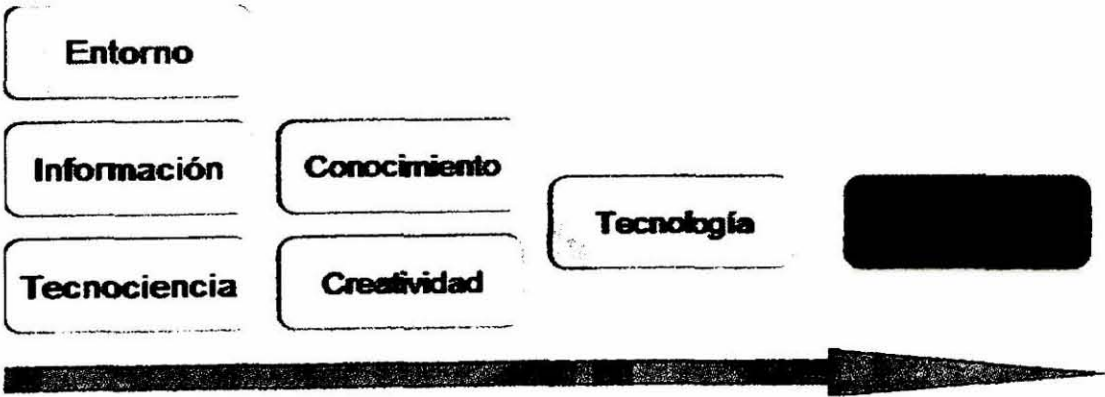 Entorno
Información
Tecnociencia
Conocimiento
Creatividad
Tecnología